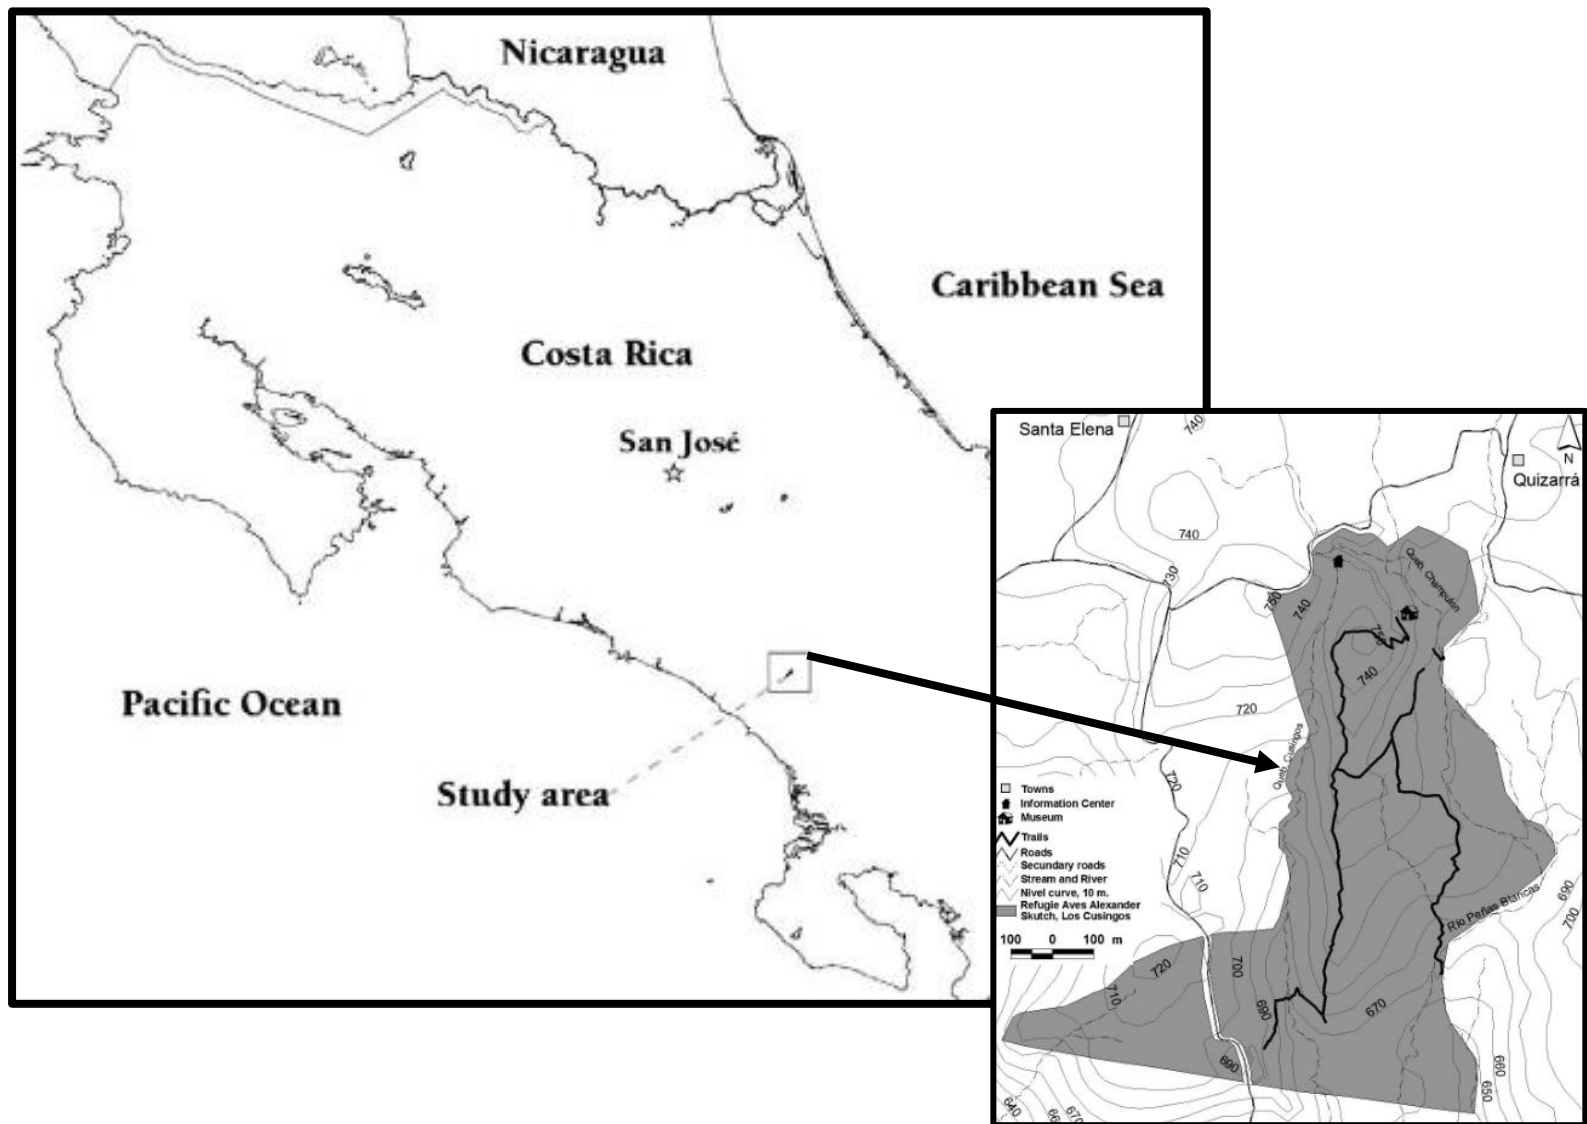 Nicaragua
Caribbean Sea
Costa Rica
San José
Pacific Ocean
Study area
Santa Elena
740
N
Quizarrá
740
730
Queb. Champulon
750
740
750
740
720
Queb. Cusingos
720
Towns
Information Center
Museum
Trails
Roads
Secundary roads
Stream and River
Nivel curve, 10 m.
Refugie Aves Alexander
Skutch, Los Cusingos
100 0 100 m
710
710
690
Río Peñas Blancas
700
720
700
710
690
670
690
660
650
640
670